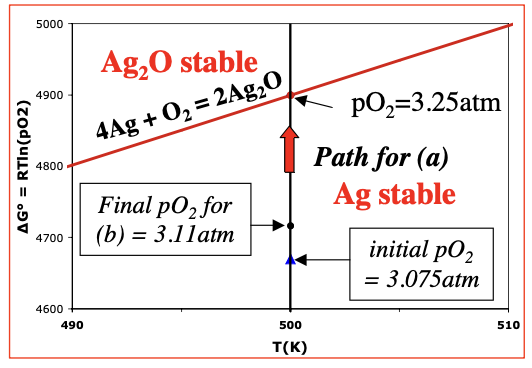 5000
4900
4800
4700
4600
490
500
510
ΔG° = RTln(pO2)
T(K)
Ag₂O stable
4Ag + O₂ = 2Ag₂O
pO₂=3.25atm
Path for (a)
Ag stable
Final pO₂ for
(b) = 3.11atm
initial pO₂
= 3.075atm